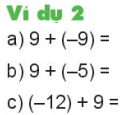 Ví dụ 2
a) 9 + (–9) =
b) 9 + (–5) =
c) (–12) + 9 =